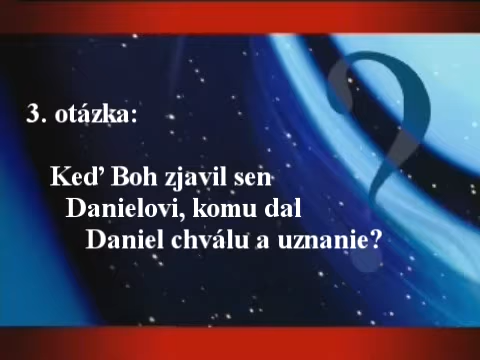 3. otázka:
Keď Boh zjavil sen
Danielovi, komu dal
Daniel chválu a uznanie?